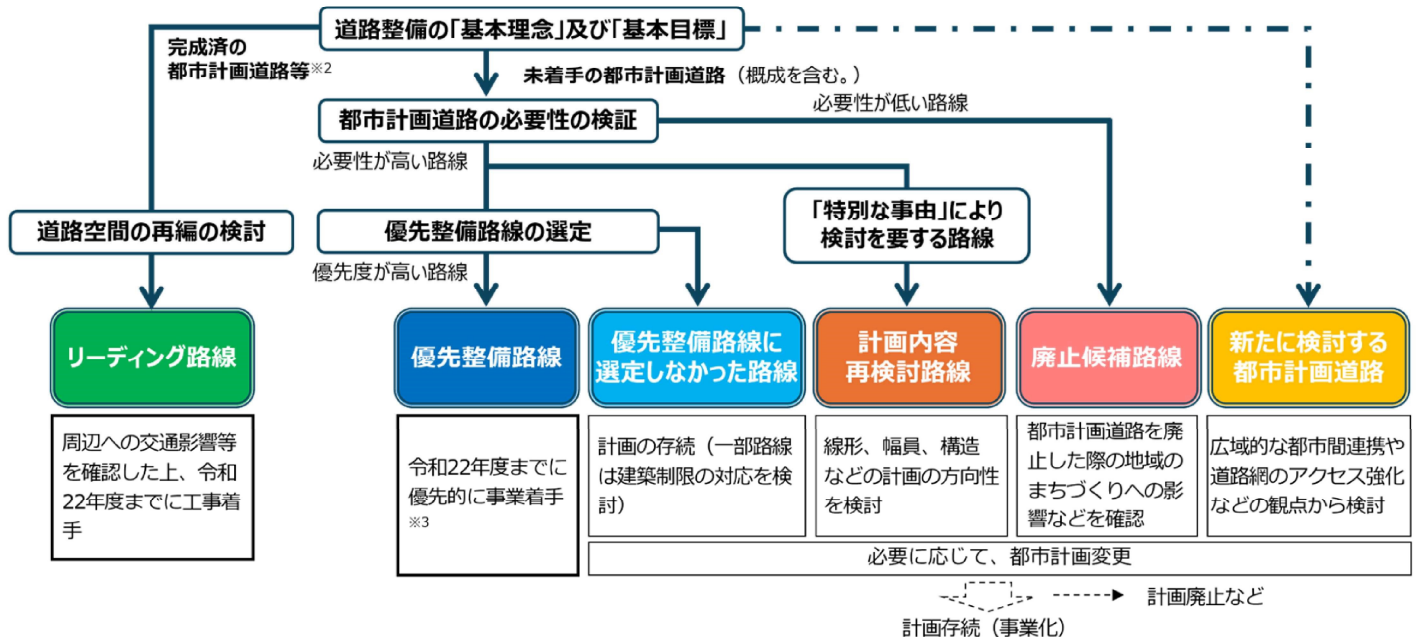 道路整備の「基本理念」及び「基本目標」
完成済の
都市計画道路等※2
未着手の都市計画道路（概成を含む。）
必要性が低い路線
都市計画道路の必要性の検証
必要性が高い路線
道路空間の再編の検討
優先整備路線の選定
「特別な事由」により
検討を要する路線
優先度が高い路線
リーディング路線
優先整備路線
優先整備路線に
選定しなかった路線
計画内容
再検討路線
廃止候補路線
新たに検討する
都市計画道路
周辺への交通影響等
を確認した上、令和
22年度までに工事着
手
令和22年度までに
優先的に事業着手
※3
計画の存続（一部路線
は建築制限の対応を検
討）
線形、幅員、構造
などの計画の方向性
を検討
都市計画道路を廃
止した際の地域の
まちづくりへの影
響などを確認
広域的な都市間連携や
道路網のアクセス強化
などの観点から検討
必要に応じて、都市計画変更
計画廃止など
計画存続（事業化）